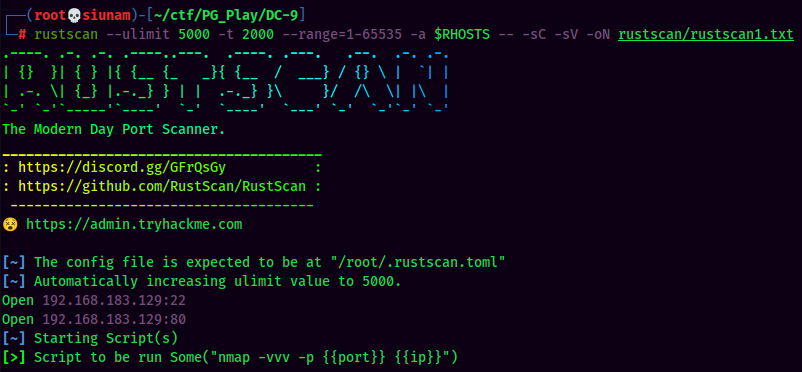 ┌──(root💀siunam)-[~/ctf/PG_Play/DC-9]
└─# rustscan --ulimit 5000 -t 2000 --range=1-65535 -a $RHOSTS -- -sC -sV -oN rustscan/rustscan1.txt
.----. .-. .-. .----..---.  .----. .---.   .--.  .-. .-.
| {}  }| { } |{ {__ {_   _}{ {__  /  ___} / {} \ |  `| |
| .-. \| {_} |.-._} } | |  .-._} }\     }/  /\  \| |\  |
`-' `-'`-----'`----'  `-'  `----'  `---' `-'  `-'`-' `-'
The Modern Day Port Scanner.
________________________________________
: https://discord.gg/GFrQsGy           :
: https://github.com/RustScan/RustScan :
 --------------------------------------
😵 https://admin.tryhackme.com
[~] The config file is expected to be at "/root/.rustscan.toml"
[~] Automatically increasing ulimit value to 5000.
Open 192.168.183.129:22
Open 192.168.183.129:80
[~] Starting Script(s)
[>] Script to be run Some("nmap -vvv -p {{port}} {{ip}}")